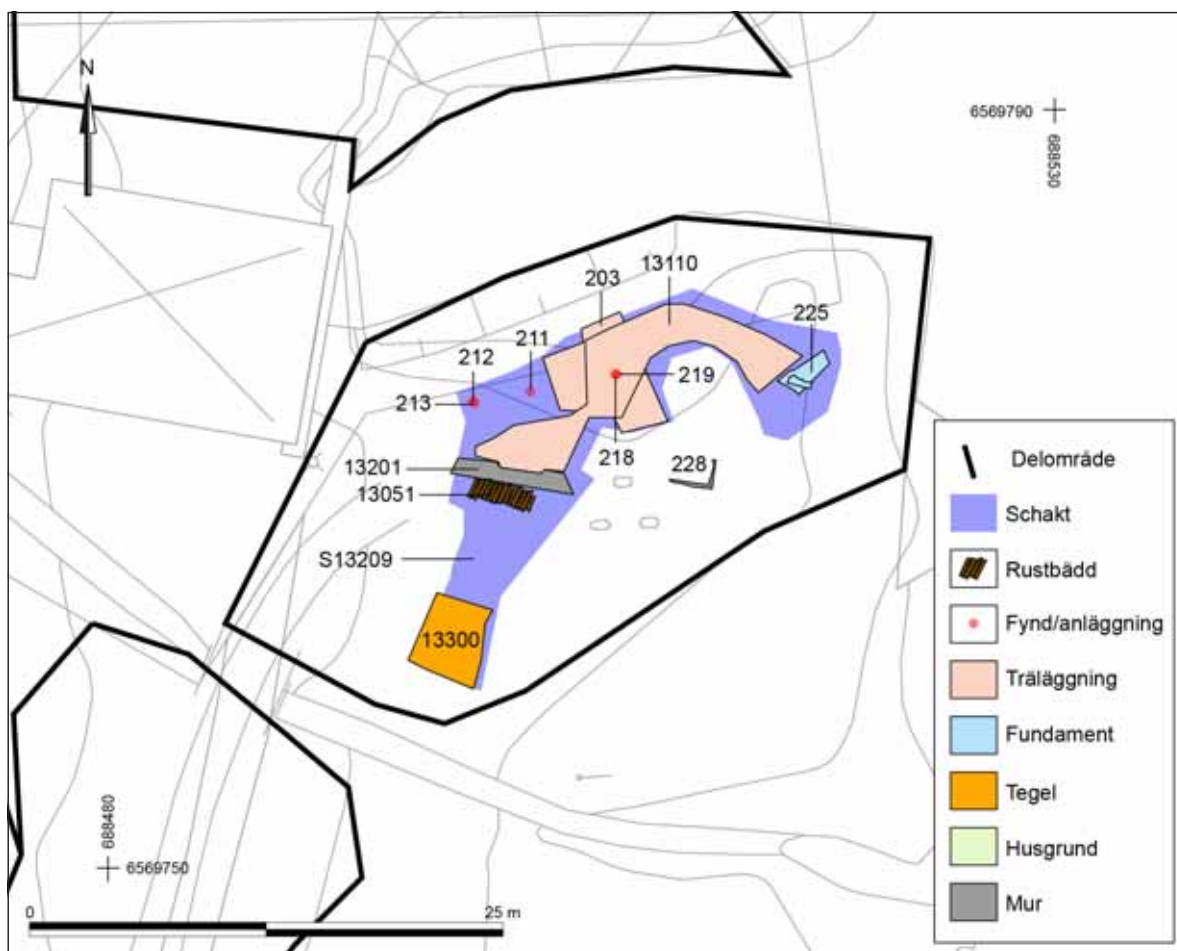 N
6569790
688530
203
13110
225
211
212
219
213
218
228
13201
13051
S13209
13300
Delområde
Schakt
Rustbädd
Fynd/anläggning
Träläggning
Fundament
Tegel
Husgrund
Mur
688480
6569750
0
25 m